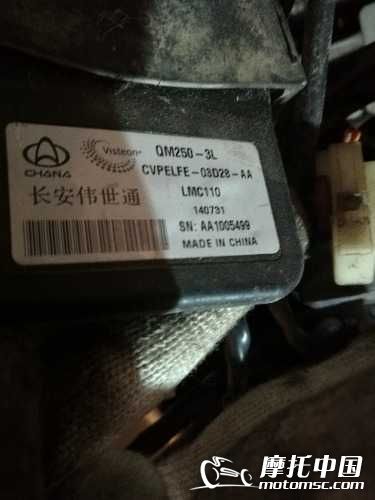 Visteon
QM250-3L
CHANA
CVPELFE-03D28-AA
长安伟世通
LMC110
140731
SN: AA1005499
MADE IN CHINA
摩托中国
motomsc.com